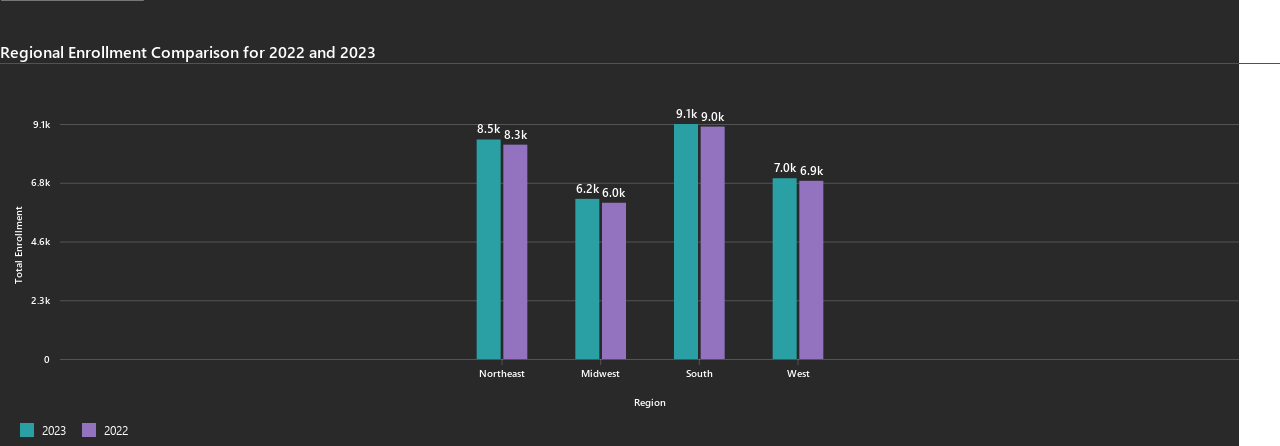 Regional Enrollment Comparison for 2022 and 2023
9.1k
6.8k
4.6k
2.3k
0
Total Enrollment
8.5k
8.3k
6.2k
6.0k
9.1k
9.0k
7.0k
6.9k
Northeast
Midwest
South
West
Region
2023
2022